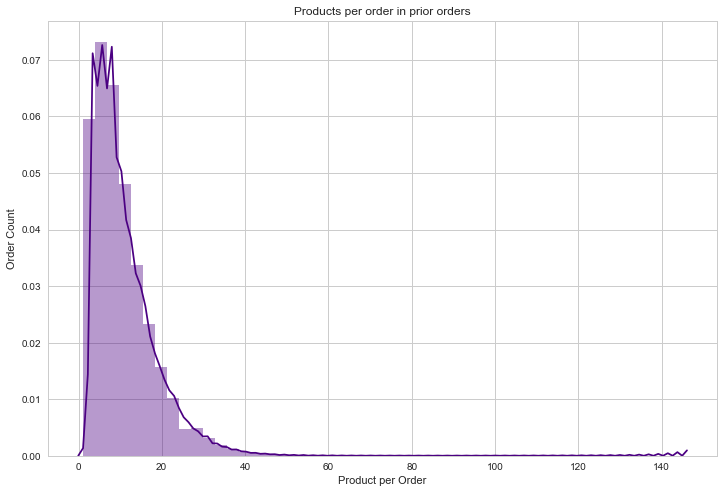 Products per order in prior orders
0.07
0.06
0.05
0.04
0.03
0.02
0.01
0.00
Order Count
0 20 40 60 80 100 120 140
Product per Order